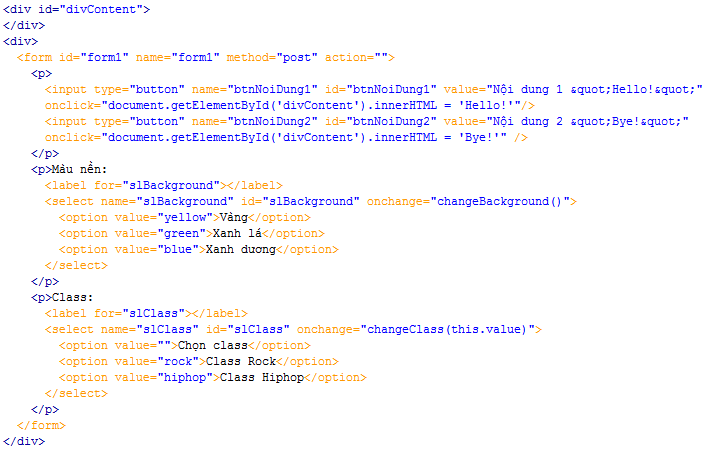 <div id="divContent">
</div>
<div>
<form id="form1" name="form1" method="post" action="">
<p>
<input type="button" name="btnNoiDung1" id="btnNoiDung1" value="Nội dung 1 &quot;Hello!&quot;"
onclick="document.getElementById('divContent').innerHTML = 'Hello!'"/>
<input type="button" name="btnNoiDung2" id="btnNoiDung2" value="Nội dung 2 &quot;Bye!&quot;"
onclick="document.getElementById('divContent').innerHTML = 'Bye!'" />
</p>
<p>Màu nền:
<label for="slBackground"></label>
<select name="slBackground" id="slBackground" onchange="changeBackground()">
<option value="yellow">Vàng</option>
<option value="green">Xanh lá</option>
<option value="blue">Xanh dương</option>
</select>
</p>
<p>Class:
<label for="slClass"></label>
<select name="slClass" id="slClass" onchange="changeClass(this.value)">
<option value="">Chọn class</option>
<option value="rock">Class Rock</option>
<option value="hiphop">Class Hiphop</option>
</select>
</p>
</form>
</div>